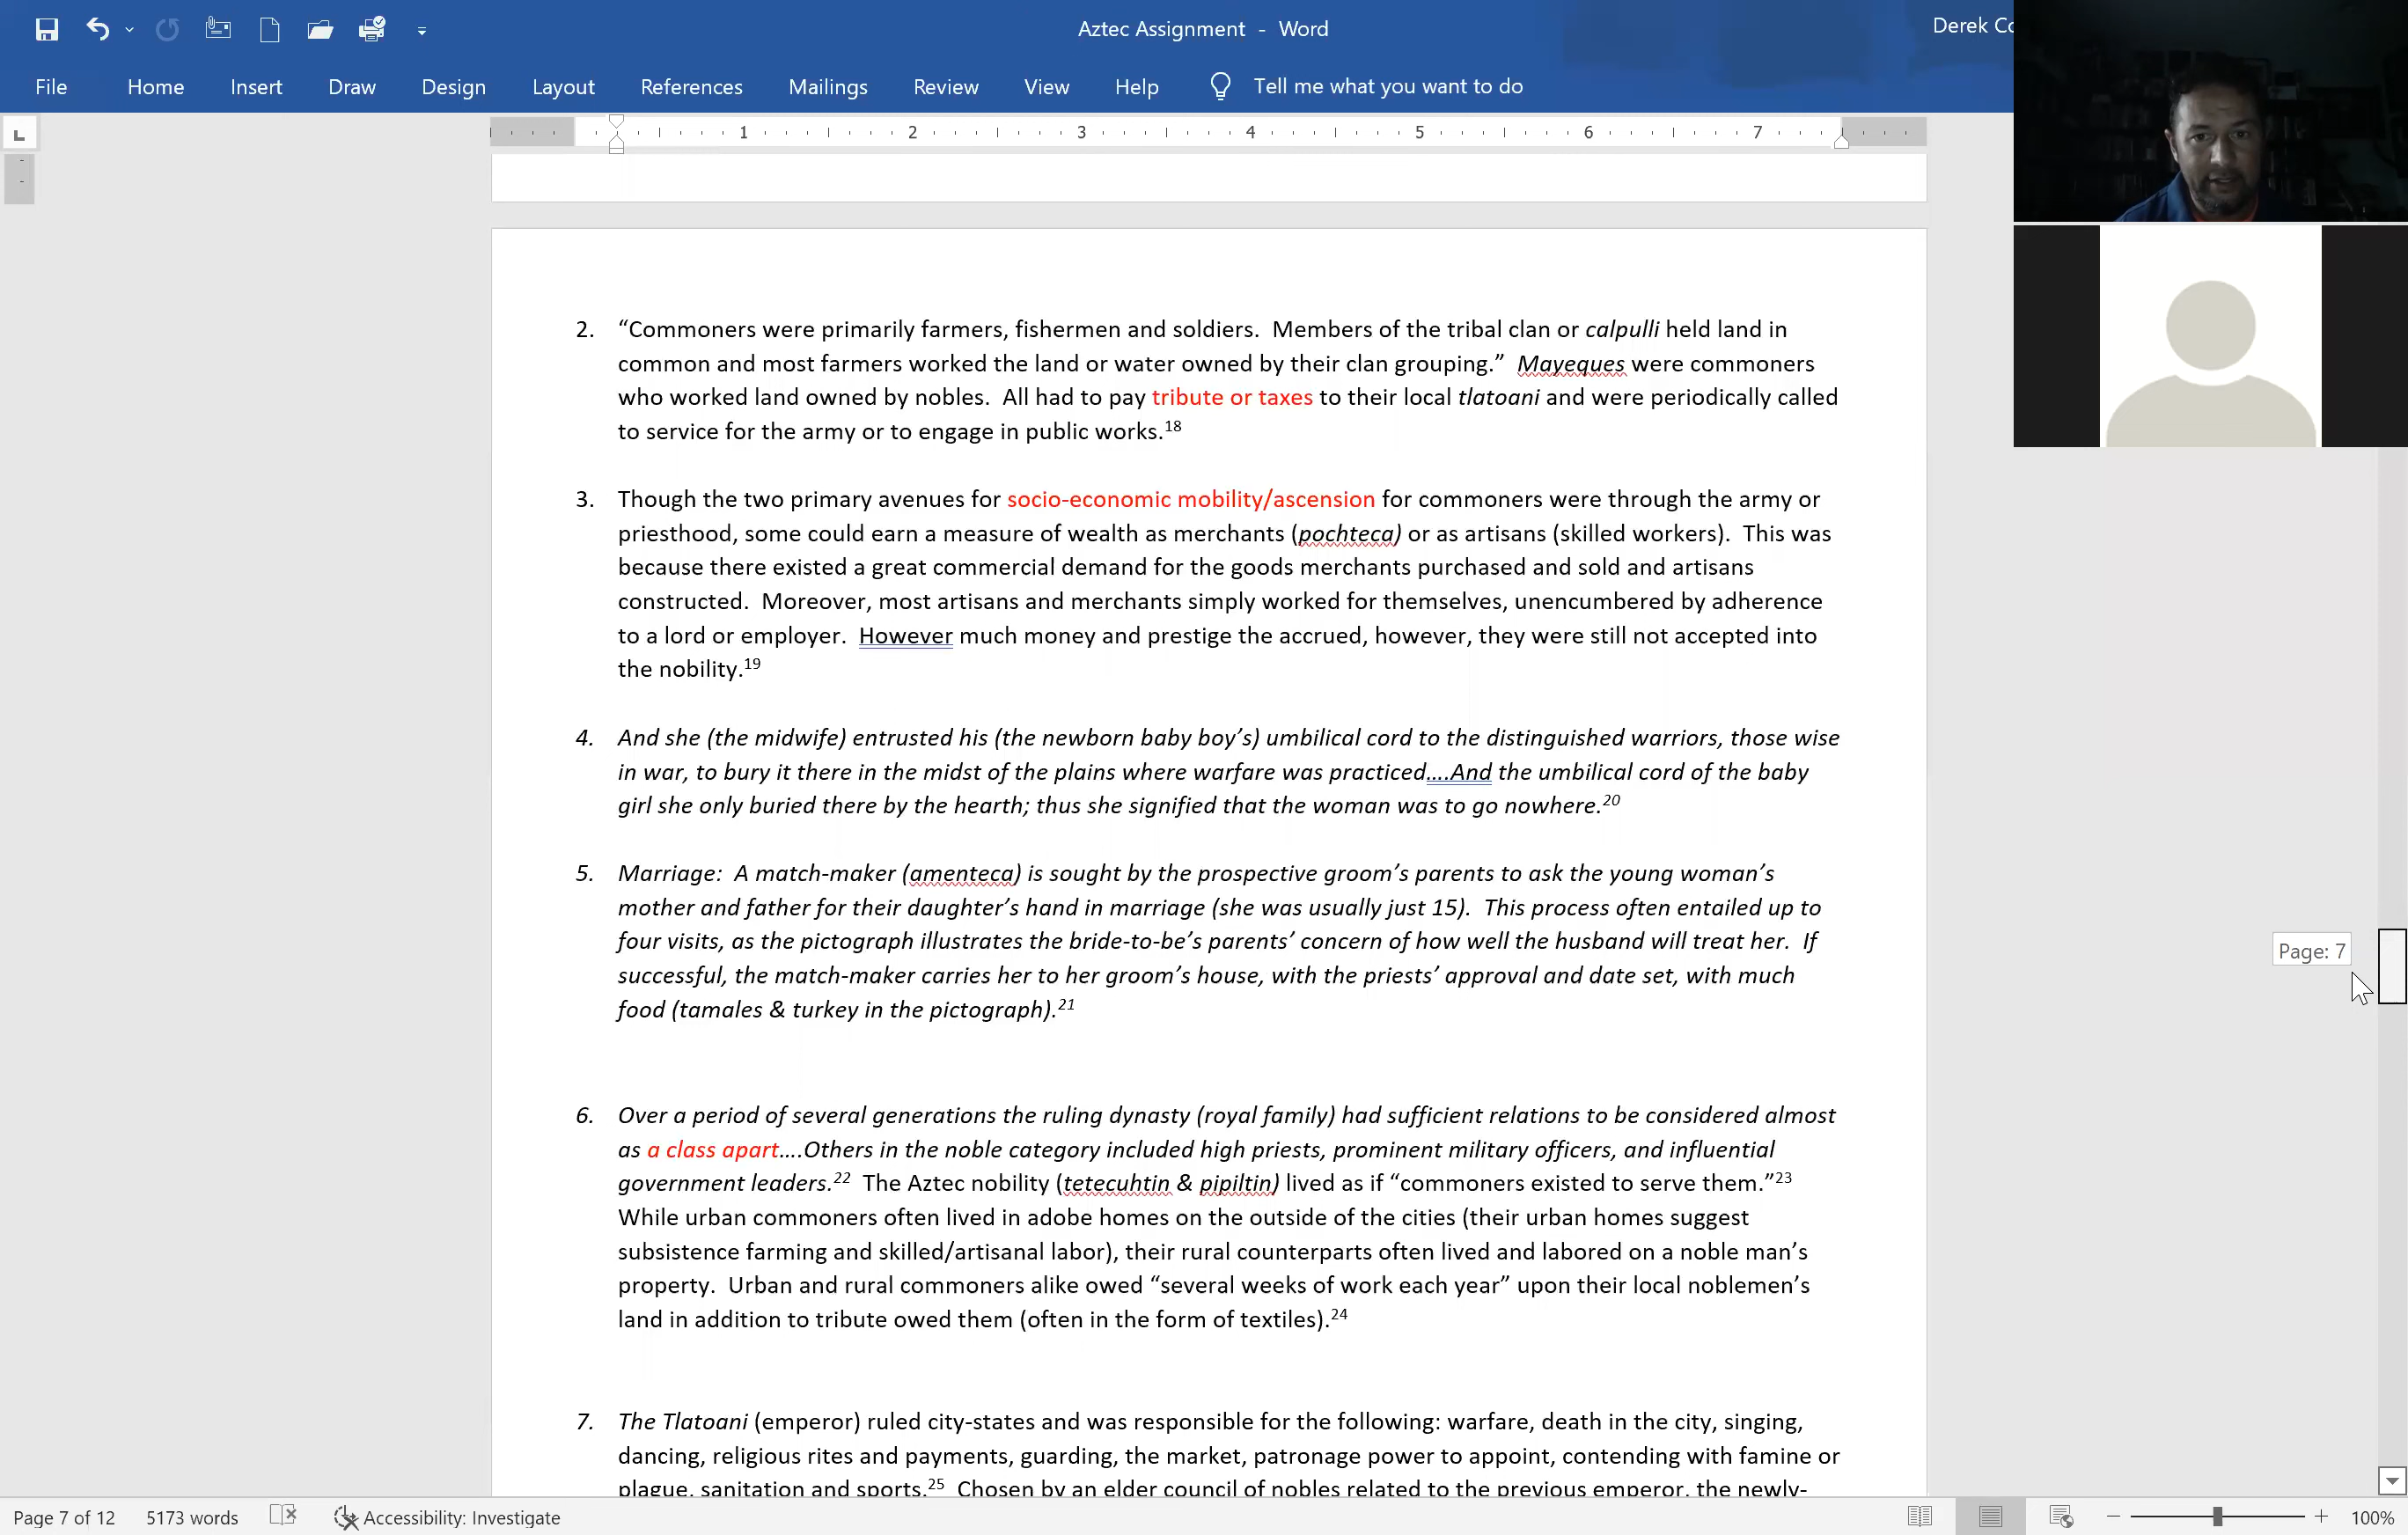 Aztec Assignment - Word
Derek Co
File Home Insert Draw Design Layout References Mailings Review View Help Tell me what you want to do
1 2 3 4 5 6 7
2. “Commoners were primarily farmers, fishermen and soldiers. Members of the tribal clan or calpulli held land in
common and most farmers worked the land or water owned by their clan grouping.” Mayeques were commoners
who worked land owned by nobles. All had to pay tribute or taxes to their local tlatoani and were periodically called
to service for the army or to engage in public works.18
3. Though the two primary avenues for socio-economic mobility/ascension for commoners were through the army or
priesthood, some could earn a measure of wealth as merchants (pochteca) or as artisans (skilled workers). This was
because there existed a great commercial demand for the goods merchants purchased and sold and artisans
constructed. Moreover, most artisans and merchants simply worked for themselves, unencumbered by adherence
to a lord or employer. However much money and prestige the accrued, however, they were still not accepted into
the nobility.19
4. And she (the midwife) entrusted his (the newborn baby boy’s) umbilical cord to the distinguished warriors, those wise
in war, to bury it there in the midst of the plains where warfare was practiced….And the umbilical cord of the baby
girl she only buried there by the hearth; thus she signified that the woman was to go nowhere.20
5. Marriage: A match-maker (amenteca) is sought by the prospective groom’s parents to ask the young woman’s
mother and father for their daughter’s hand in marriage (she was usually just 15). This process often entailed up to
four visits, as the pictograph illustrates the bride-to-be’s parents’ concern of how well the husband will treat her. If
successful, the match-maker carries her to her groom’s house, with the priests’ approval and date set, with much
food (tamales & turkey in the pictograph).21
Page: 7
6. Over a period of several generations the ruling dynasty (royal family) had sufficient relations to be considered almost
as a class apart….Others in the noble category included high priests, prominent military officers, and influential
government leaders.22 The Aztec nobility (tetecuhtin & pipiltin) lived as if “commoners existed to serve them.”23
While urban commoners often lived in adobe homes on the outside of the cities (their urban homes suggest
subsistence farming and skilled/artisanal labor), their rural counterparts often lived and labored on a noble man’s
property. Urban and rural commoners alike owed “several weeks of work each year” upon their local noblemen’s
land in addition to tribute owed them (often in the form of textiles).24
7. The Tlatoani (emperor) ruled city-states and was responsible for the following: warfare, death in the city, singing,
dancing, religious rites and payments, guarding, the market, patronage power to appoint, contending with famine or
plague, sanitation and sports.25 Chosen by an elder council of nobles related to the previous emperor, the newly-
Page 7 of 12 5173 words Accessibility: Investigate 100%